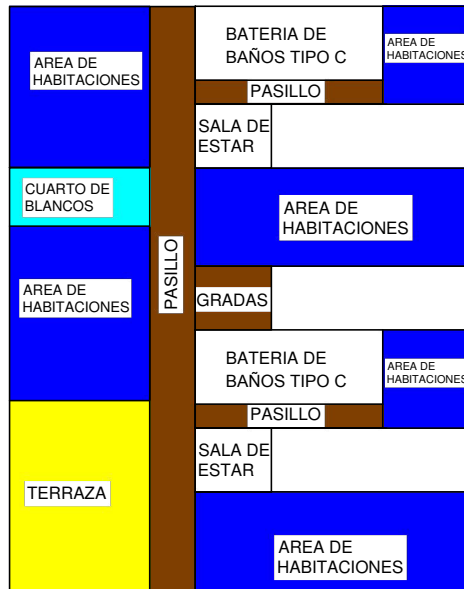 AREA DE
HABITACIONES
CUARTO DE
BLANCOS
AREA DE
HABITACIONES
TERRAZA
PASILLO
BATERIA DE
BAÑOS TIPO C
AREA DE
HABITACIONES
PASILLO
SALA DE
ESTAR
AREA DE
HABITACIONES
GRADAS
BATERIA DE
BAÑOS TIPO C
AREA DE
HABITACIONES
PASILLO
SALA DE
ESTAR
AREA DE
HABITACIONES